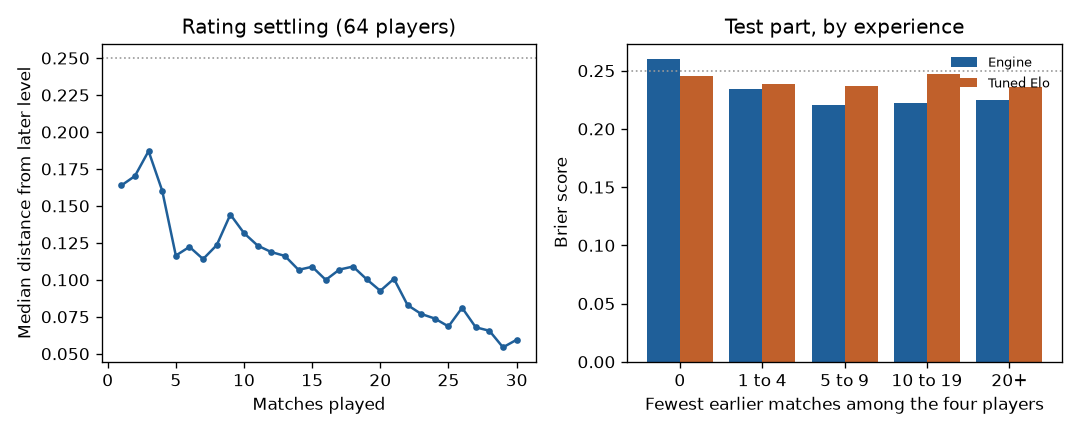 Rating settling (64 players)
Median distance from later level
0.250
0.225
0.200
0.175
0.150
0.125
0.100
0.075
0.050
0 5 10 15 20 25 30
Matches played
Test part, by experience
Engine
Tuned Elo
Brier score
0.25
0.20
0.15
0.10
0.05
0.00
0 1 to 4 5 to 9 10 to 19 20+
Fewest earlier matches among the four players